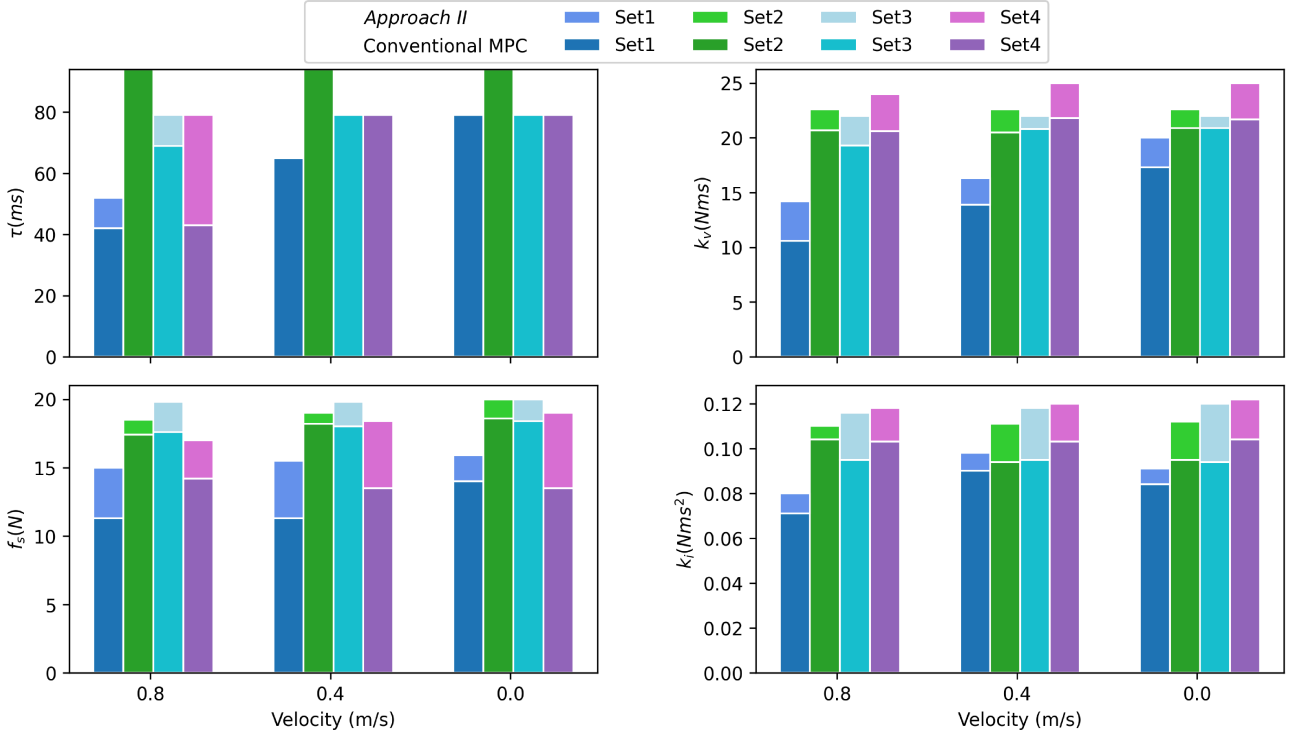 Approach II Set1 Set2 Set3 Set4
Conventional MPC Set1 Set2 Set3 Set4
80
60
40
20
0
τ(ms)
25
20
15
10
5
0
k_v(Nms)
20
15
10
5
0
f_s(N)
0.8 0.4 0.0
Velocity (m/s)
0.12
0.10
0.08
0.06
0.04
0.02
0.00
k_i(Nms²)
0.8 0.4 0.0
Velocity (m/s)